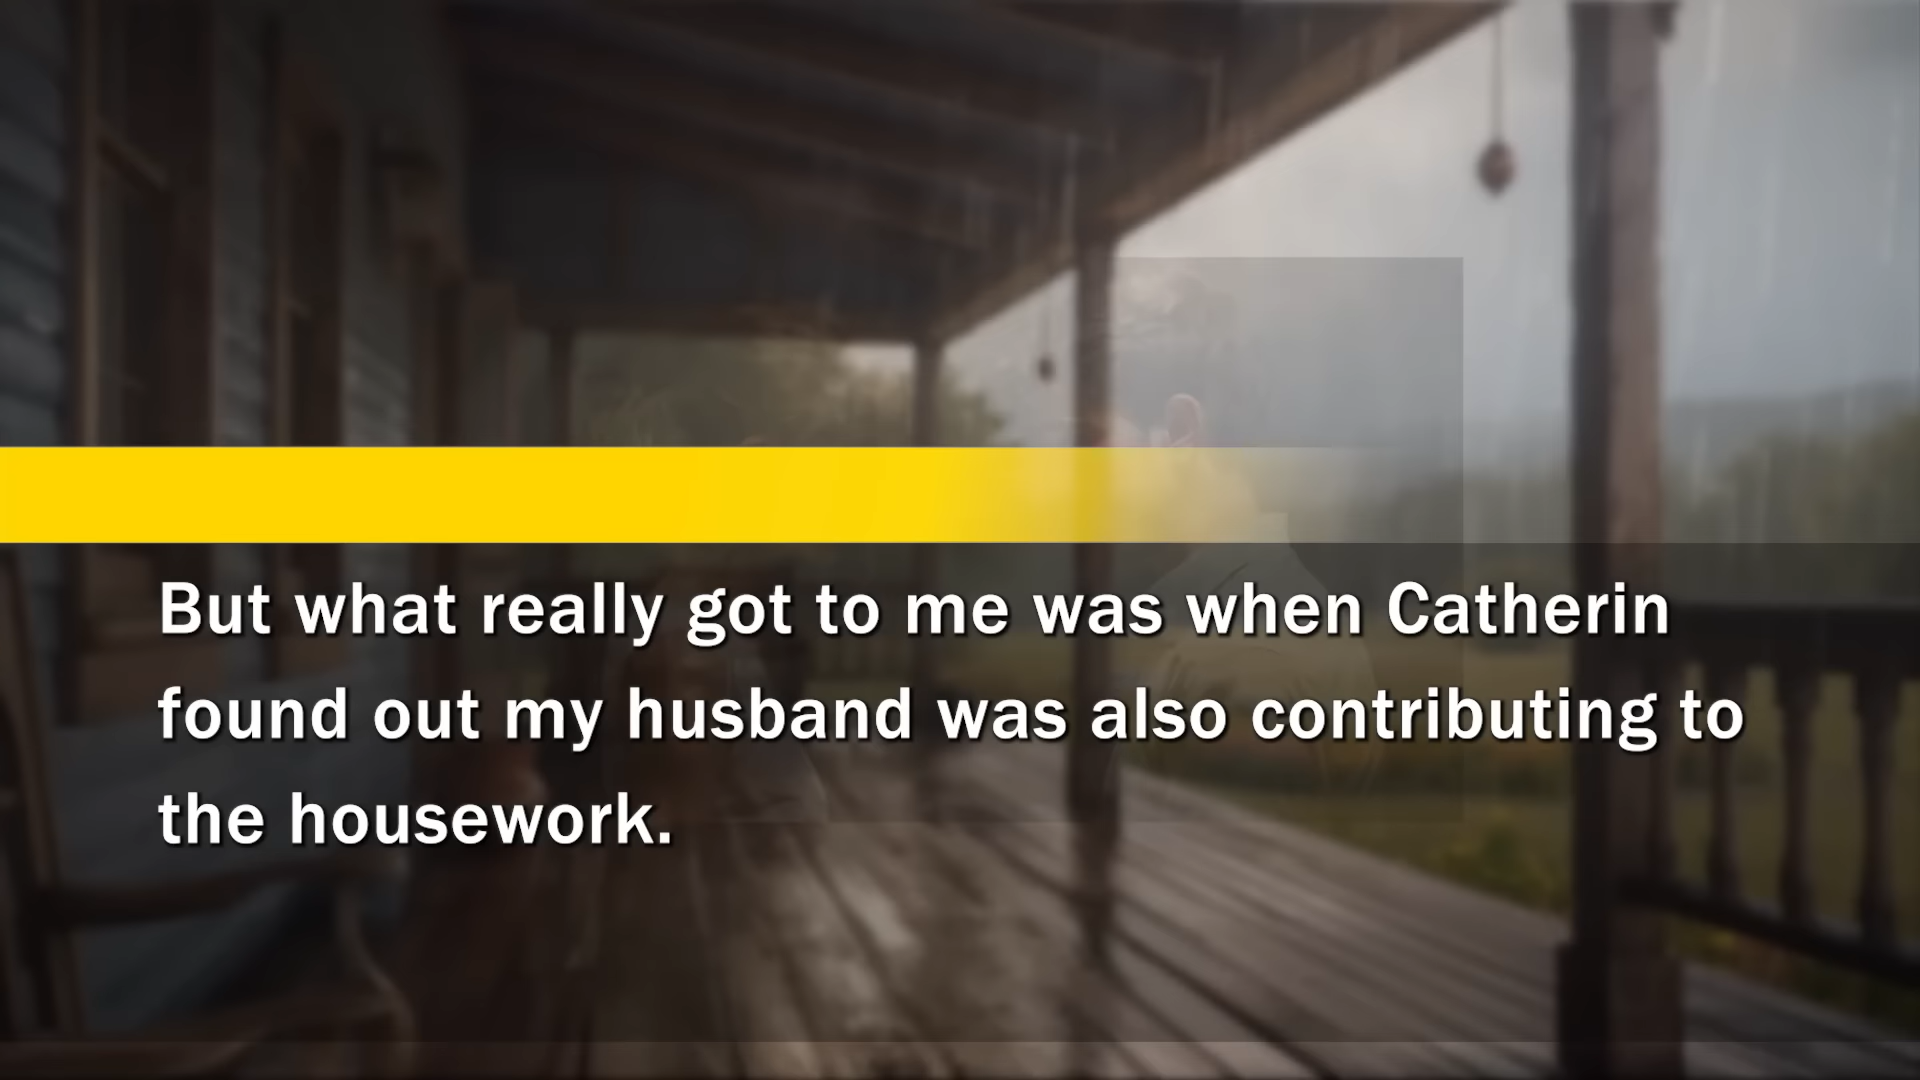 But what really got to me was when Catherin
found out my husband was also contributing to
the housework.